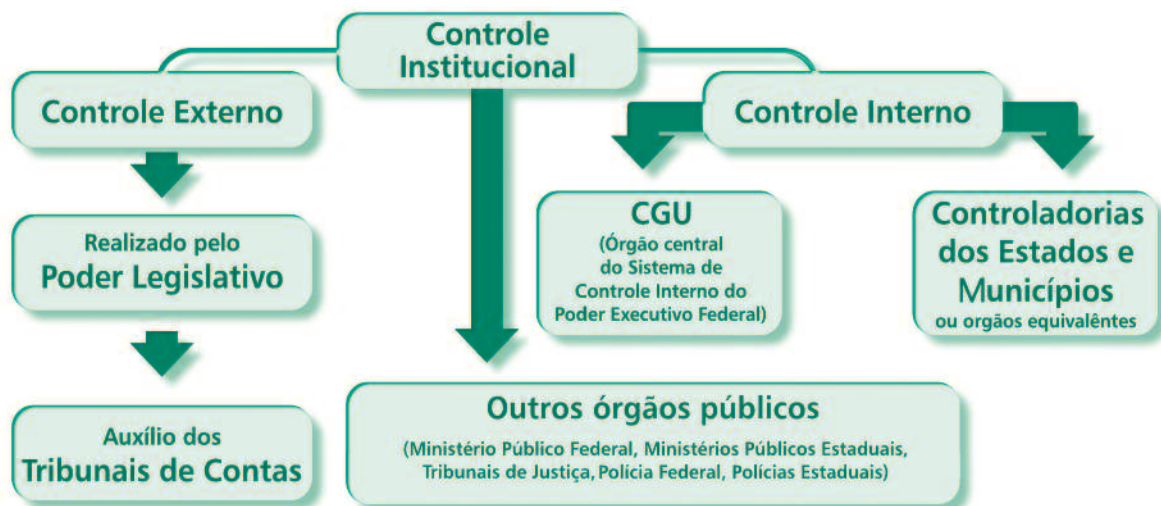 Controle
Institucional
Controle Externo
Controle Interno
Realizado pelo
Poder Legislativo
CGU
(Órgão central
do Sistema de
Controle Interno do
Poder Executivo Federal)
Controladorias
dos Estados e
Municípios
ou orgãos equivalêntes
Auxílio dos
Tribunais de Contas
Outros órgãos públicos
(Ministério Público Federal, Ministérios Públicos Estaduais,
Tribunais de Justiça, Polícia Federal, Polícias Estaduais)